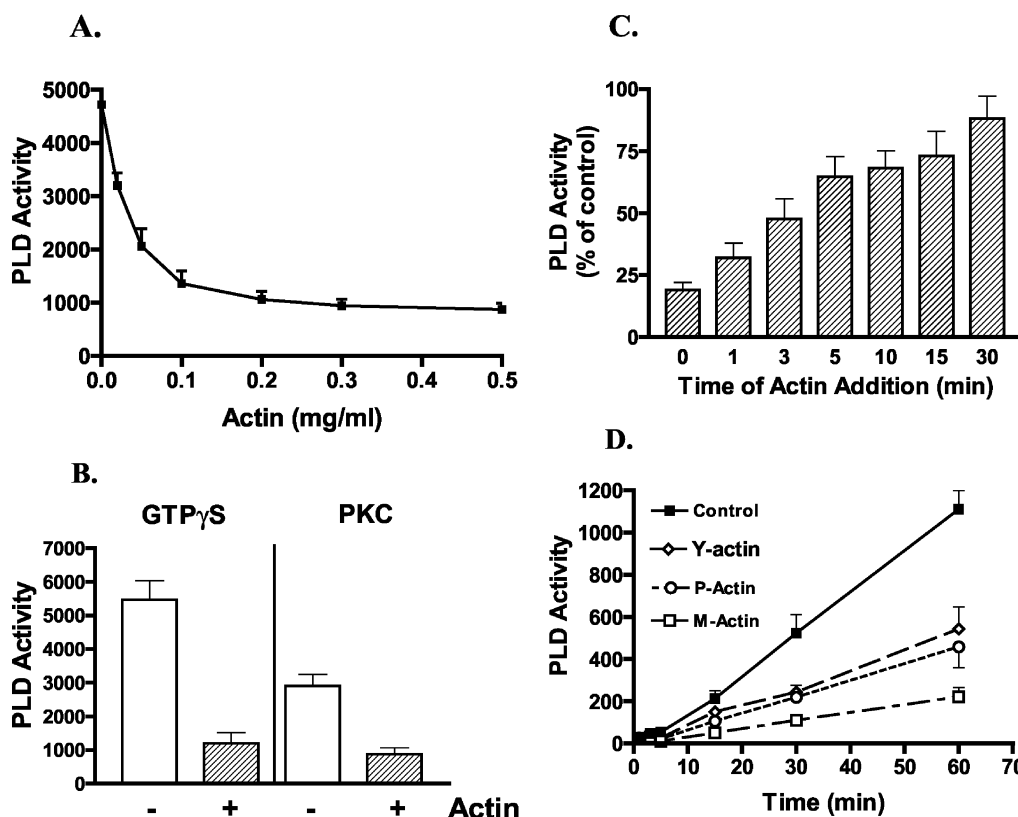 A.
PLD Activity
5000
4000
3000
2000
1000
0
0.0 0.1 0.2 0.3 0.4 0.5
Actin (mg/ml)
B.
GTPγS PKC
PLD Activity
7000
6000
5000
4000
3000
2000
1000
0
- + - + Actin
C.
PLD Activity
(% of control)
100
75
50
25
0
0 1 3 5 10 15 30
Time of Actin Addition (min)
D.
PLD Activity
1200
1000
800
600
400
200
0
Control
Y-actin
P-Actin
M-Actin
0 10 20 30 40 50 60 70
Time (min)